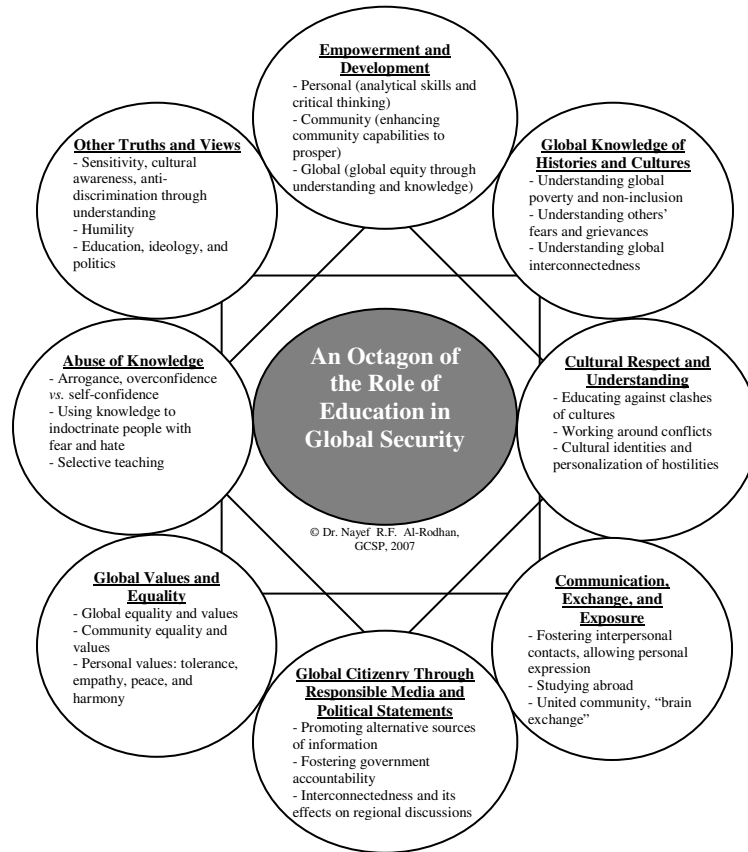 Empowerment and
Development
- Personal (analytical skills and
critical thinking)
- Community (enhancing
community capabilities to
prosper)
- Global (global equity through
understanding and knowledge)
Other Truths and Views
- Sensitivity, cultural
awareness, anti-
discrimination through
understanding
- Humility
- Education, ideology, and
politics
Global Knowledge of
Histories and Cultures
- Understanding global
poverty and non-inclusion
- Understanding others'
fears and grievances
- Understanding global
interconnectedness
Abuse of Knowledge
- Arrogance, overconfidence
vs. self-confidence
- Using knowledge to
indoctrinate people with
fear and hate
- Selective teaching
An Octagon of
the Role of
Education in
Global Security
© Dr. Nayef R.F. Al-Rodhan,
GCSP, 2007
Cultural Respect and
Understanding
- Educating against clashes
of cultures
- Working around conflicts
- Cultural identities and
personalization of hostilities
Global Values and
Equality
- Global equality and values
- Community equality and
values
- Personal values: tolerance,
empathy, peace, and
harmony
Communication,
Exchange, and
Exposure
- Fostering interpersonal
contacts, allowing personal
expression
- Studying abroad
- United community, “brain
exchange”
Global Citizenry Through
Responsible Media and
Political Statements
- Promoting alternative sources
of information
- Fostering government
accountability
- Interconnectedness and its
effects on regional discussions